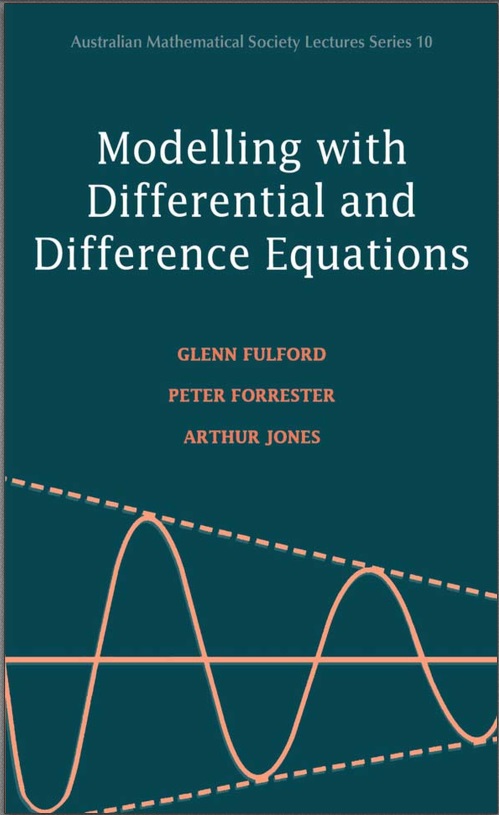 Australian Mathematical Society Lectures Series 10
Modelling with
Differential and
Difference Equations
GLENN FULFORD
PETER FORRESTER
ARTHUR JONES